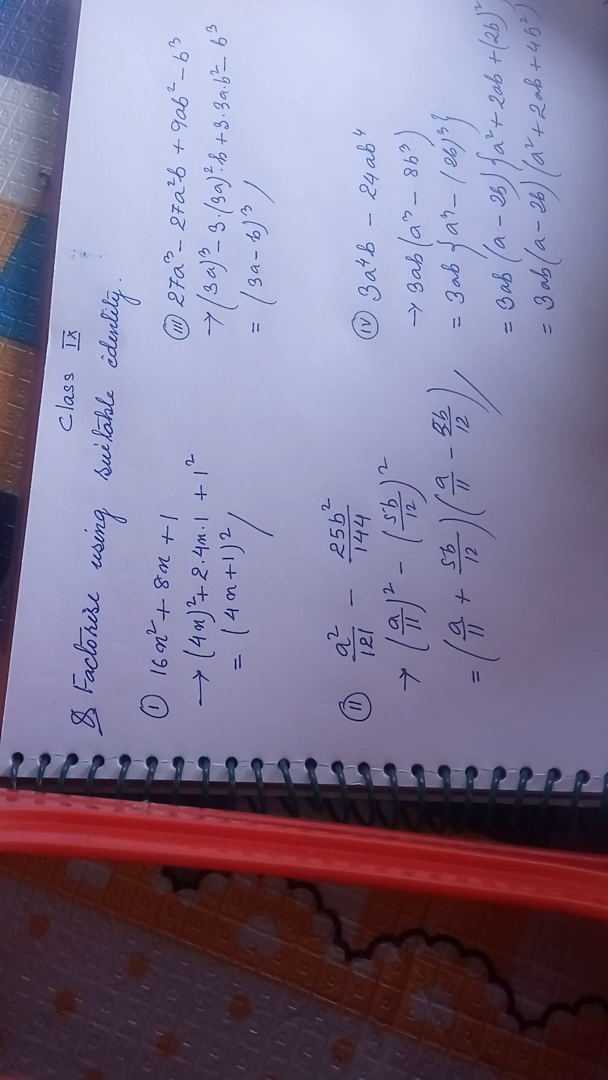 Class IX
Q Factorise using suitable identity.
(i) 16x² + 8x + 1
→ (4x)² + 2·4x·1 + 1²
= (4x+1)²
(ii) a²/121 − 25b²/144
→ (a/11)² − (5b/12)²
= (a/11 + 5b/12)(a/11 − 5b/12)
(iii) 27a³ − 27a²b + 9ab² − b³
→ (3a)³ − 3·(3a)²·b + 3·3a·b² − b³
= (3a − b)³
(iv) 3a⁴b − 24ab⁴
→ 3ab(a³ − 8b³)
= 3ab{a³ − (2b)³}
= 3ab(a − 2b){a² + 2ab + (2b)²
= 3ab(a − 2b)(a² + 2ab + 4b²)